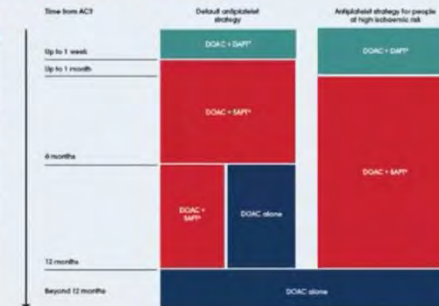 Time from ACS
Default antiplatelet
strategy
Antiplatelet strategy for people
at high ischaemic risk
Up to 1 week
DOAC + DAPT
DOAC + DAPT
Up to 1 month
DOAC + SAPT
DOAC + SAPT
6 months
DOAC +
SAPT
DOAC alone
12 months
Beyond 12 months
DOAC alone